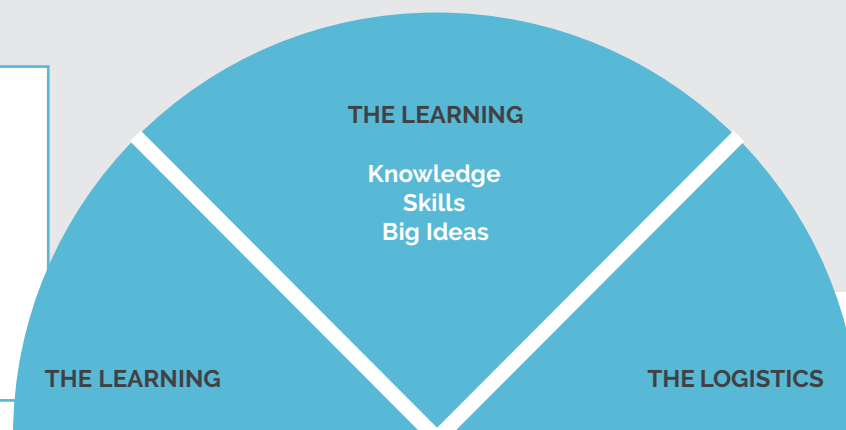 THE LEARNING
Knowledge
Skills
Big Ideas
THE LEARNING
THE LOGISTICS